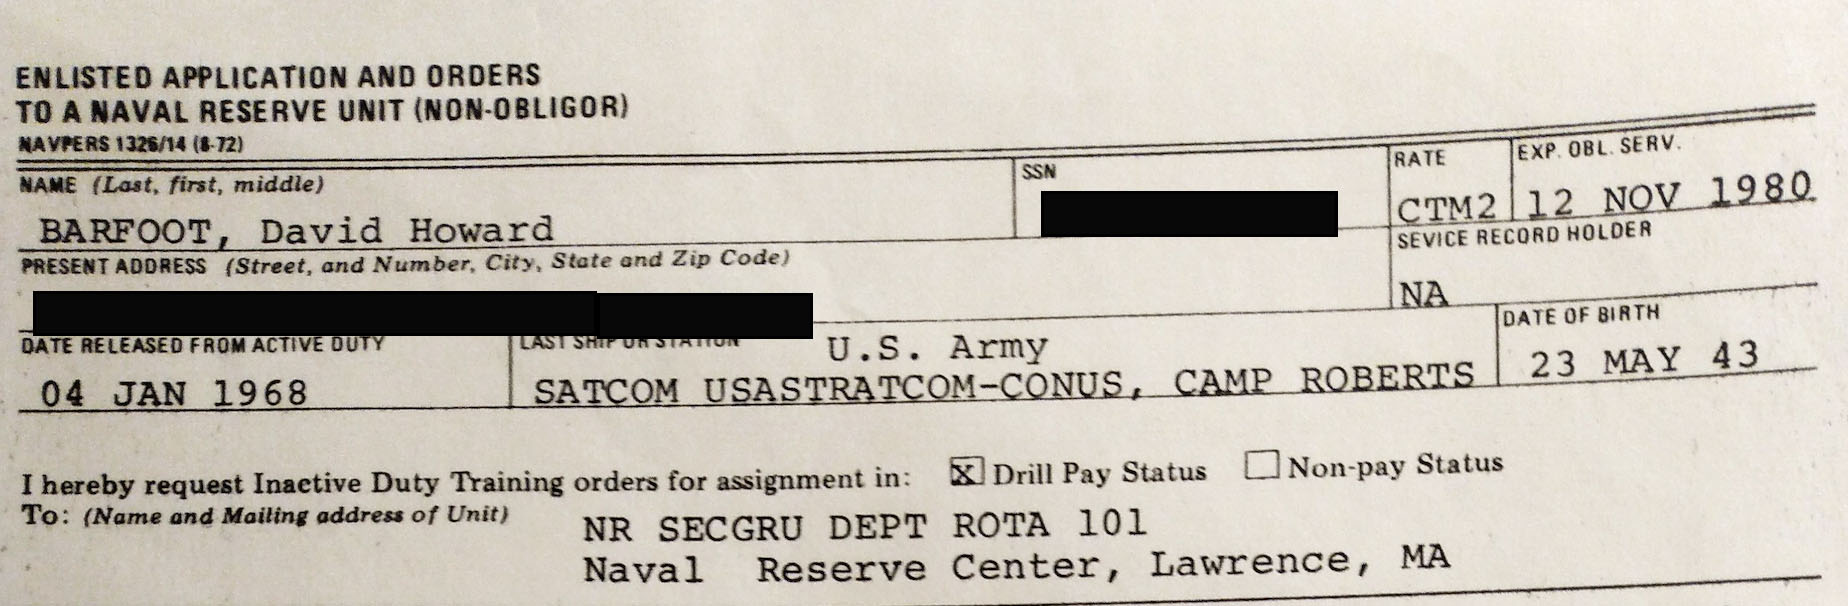 ENLISTED APPLICATION AND ORDERS
TO A NAVAL RESERVE UNIT (NON-OBLIGOR)
NAVPERS 1326/14 (8-72)
NAME (Last, first, middle)
BARFOOT, David Howard
SSN
RATE
CTM2
EXP. OBL. SERV.
12 NOV 1980
PRESENT ADDRESS (Street, and Number, City, State and Zip Code)
SEVICE RECORD HOLDER
NA
DATE RELEASED FROM ACTIVE DUTY
04 JAN 1968
LAST SHIP OR STATION
U.S. Army
SATCOM USASTRATCOM-CONUS, CAMP ROBERTS
DATE OF BIRTH
23 MAY 43
I hereby request Inactive Duty Training orders for assignment in: X Drill Pay Status Non-pay Status
To: (Name and Mailing address of Unit)
NR SECGRU DEPT ROTA 101
Naval Reserve Center, Lawrence, MA